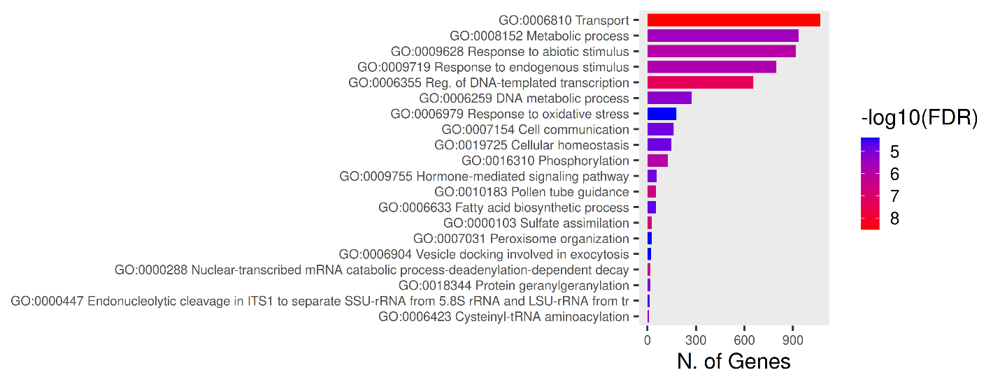 GO:0006810 Transport
GO:0008152 Metabolic process
GO:0009628 Response to abiotic stimulus
GO:0009719 Response to endogenous stimulus
GO:0006355 Reg. of DNA-templated transcription
GO:0006259 DNA metabolic process
GO:0006979 Response to oxidative stress
GO:0007154 Cell communication
GO:0019725 Cellular homeostasis
GO:0016310 Phosphorylation
GO:0009755 Hormone-mediated signaling pathway
GO:0010183 Pollen tube guidance
GO:0006633 Fatty acid biosynthetic process
GO:0000103 Sulfate assimilation
GO:0007031 Peroxisome organization
GO:0006904 Vesicle docking involved in exocytosis
GO:0000288 Nuclear-transcribed mRNA catabolic process-deadenylation-dependent decay
GO:0018344 Protein geranylgeranylation
GO:0000447 Endonucleolytic cleavage in ITS1 to separate SSU-rRNA from 5.8S rRNA and LSU-rRNA from tr
GO:0006423 Cysteinyl-tRNA aminoacylation
0 300 600 900
N. of Genes
-log10(FDR)
5
6
7
8